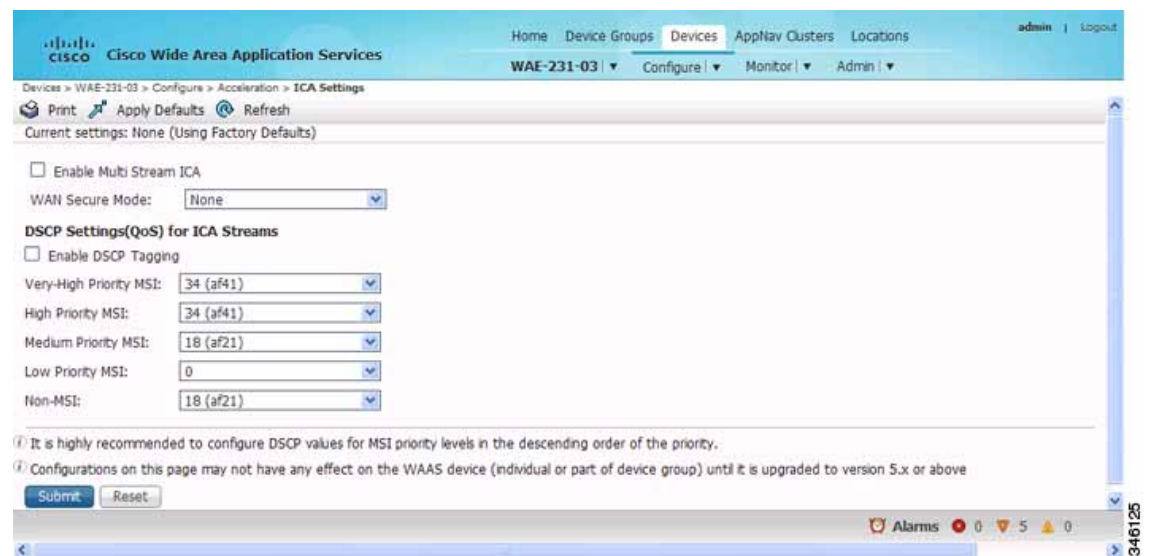 Home Device Groups Devices AppNav Clusters Locations
admin | Logout
cisco Cisco Wide Area Application Services
WAE-231-03 Configure Monitor Admin
Devices > WAE-231-03 > Configure > Acceleration > ICA Settings
Print Apply Defaults Refresh
Current settings: None (Using Factory Defaults)
Enable Multi Stream ICA
WAN Secure Mode: None
DSCP Settings(QoS) for ICA Streams
Enable DSCP Tagging
Very-High Priority MSI: 34 (af41)
High Priority MSI: 34 (af41)
Medium Priority MSI: 18 (af21)
Low Priority MSI: 0
Non-MSI: 18 (af21)
It is highly recommended to configure DSCP values for MSI priority levels in the descending order of the priority.
Configurations on this page may not have any effect on the WAAS device (individual or part of device group) until it is upgraded to version 5.x or above
Submit Reset
Alarms 0 5 0
346125